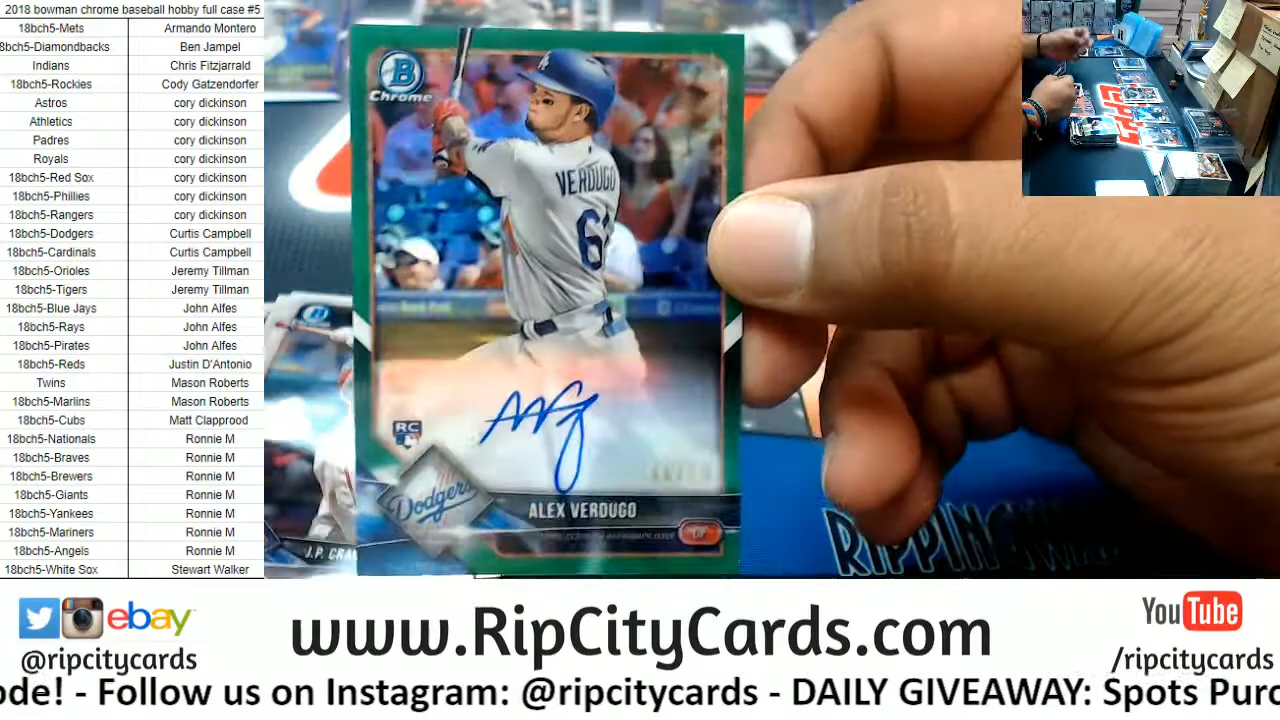 2018 bowman chrome baseball hobby full case #5
18bch5-Mets Armando Montero
8bch5-Diamondbacks Ben Jampel
Indians Chris Fitzjarrald
18bch5-Rockies Cody Gatzendorfer
Astros cory dickinson
Athletics cory dickinson
Padres cory dickinson
Royals cory dickinson
18bch5-Red Sox cory dickinson
18bch5-Phillies cory dickinson
18bch5-Rangers cory dickinson
18bch5-Dodgers Curtis Campbell
18bch5-Cardinals Curtis Campbell
18bch5-Orioles Jeremy Tillman
18bch5-Tigers Jeremy Tillman
18bch5-Blue Jays John Alfes
18bch5-Rays John Alfes
18bch5-Pirates John Alfes
18bch5-Reds Justin D'Antonio
Twins Mason Roberts
18bch5-Marlins Mason Roberts
18bch5-Cubs Matt Clapprood
18bch5-Nationals Ronnie M
18bch5-Braves Ronnie M
18bch5-Brewers Ronnie M
18bch5-Giants Ronnie M
18bch5-Yankees Ronnie M
18bch5-Mariners Ronnie M
18bch5-Angels Ronnie M
18bch5-White Sox Stewart Walker
B
Chrome
VERDUGO
61
RC
Dodgers
ALEX VERDUGO
OF
J.P. CRA
RIPPIN
ebay
@ripcitycards
www.RipCityCards.com
YouTube
/ripcitycards
ode! - Follow us on Instagram: @ripcitycards - DAILY GIVEAWAY: Spots Purc